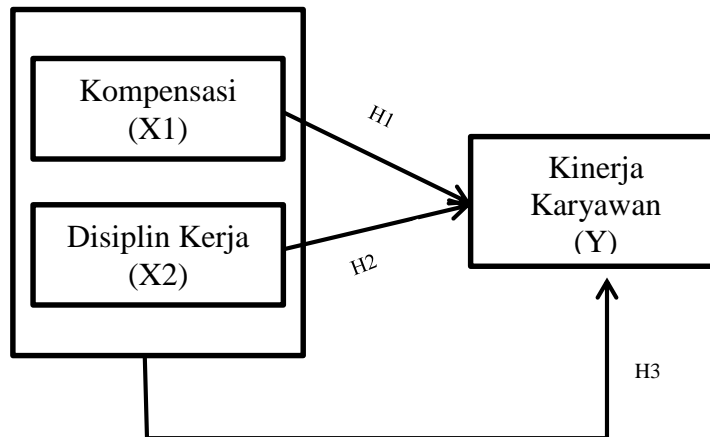 Kompensasi
(X1)
H1
Kinerja
Karyawan
(Y)
Disiplin Kerja
(X2)
H2
H3